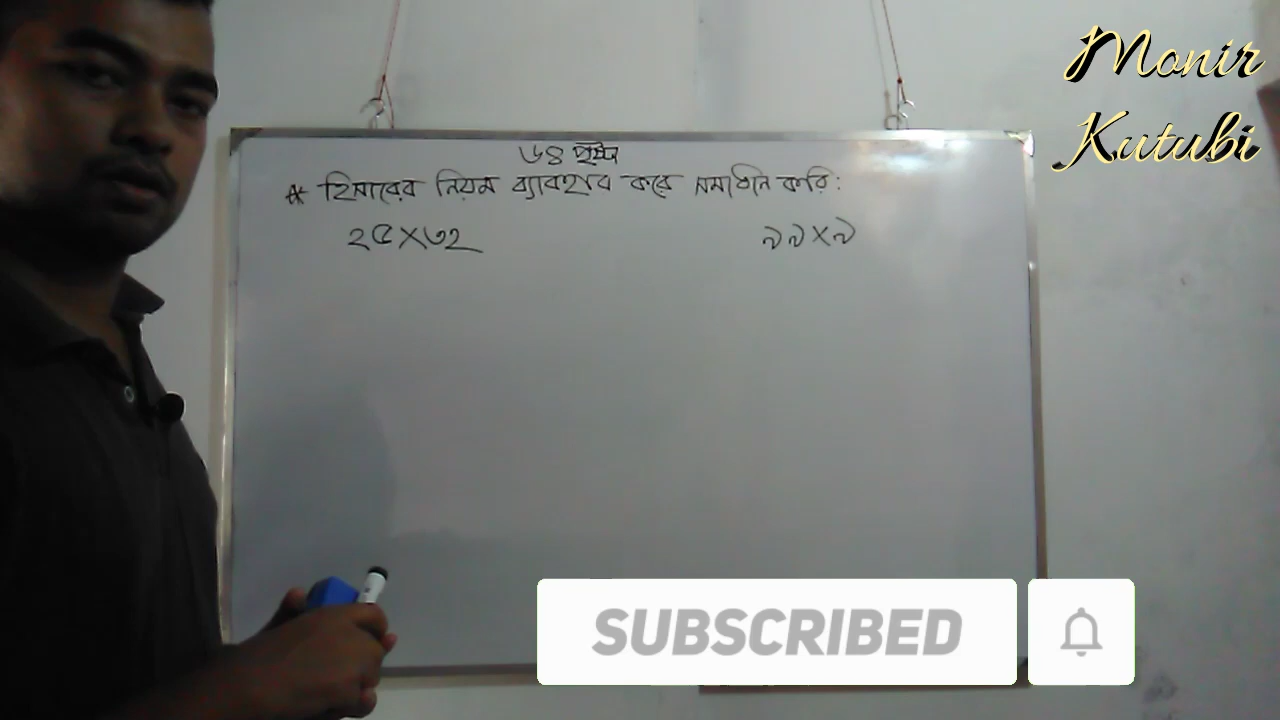 Monir
Kutubi
৬৪ পৃষ্ঠা
* হিসাবের নিয়ম ব্যাবহার করে সমাধান করি:
২৫×৩২ ৯৯×৯
SUBSCRIBED